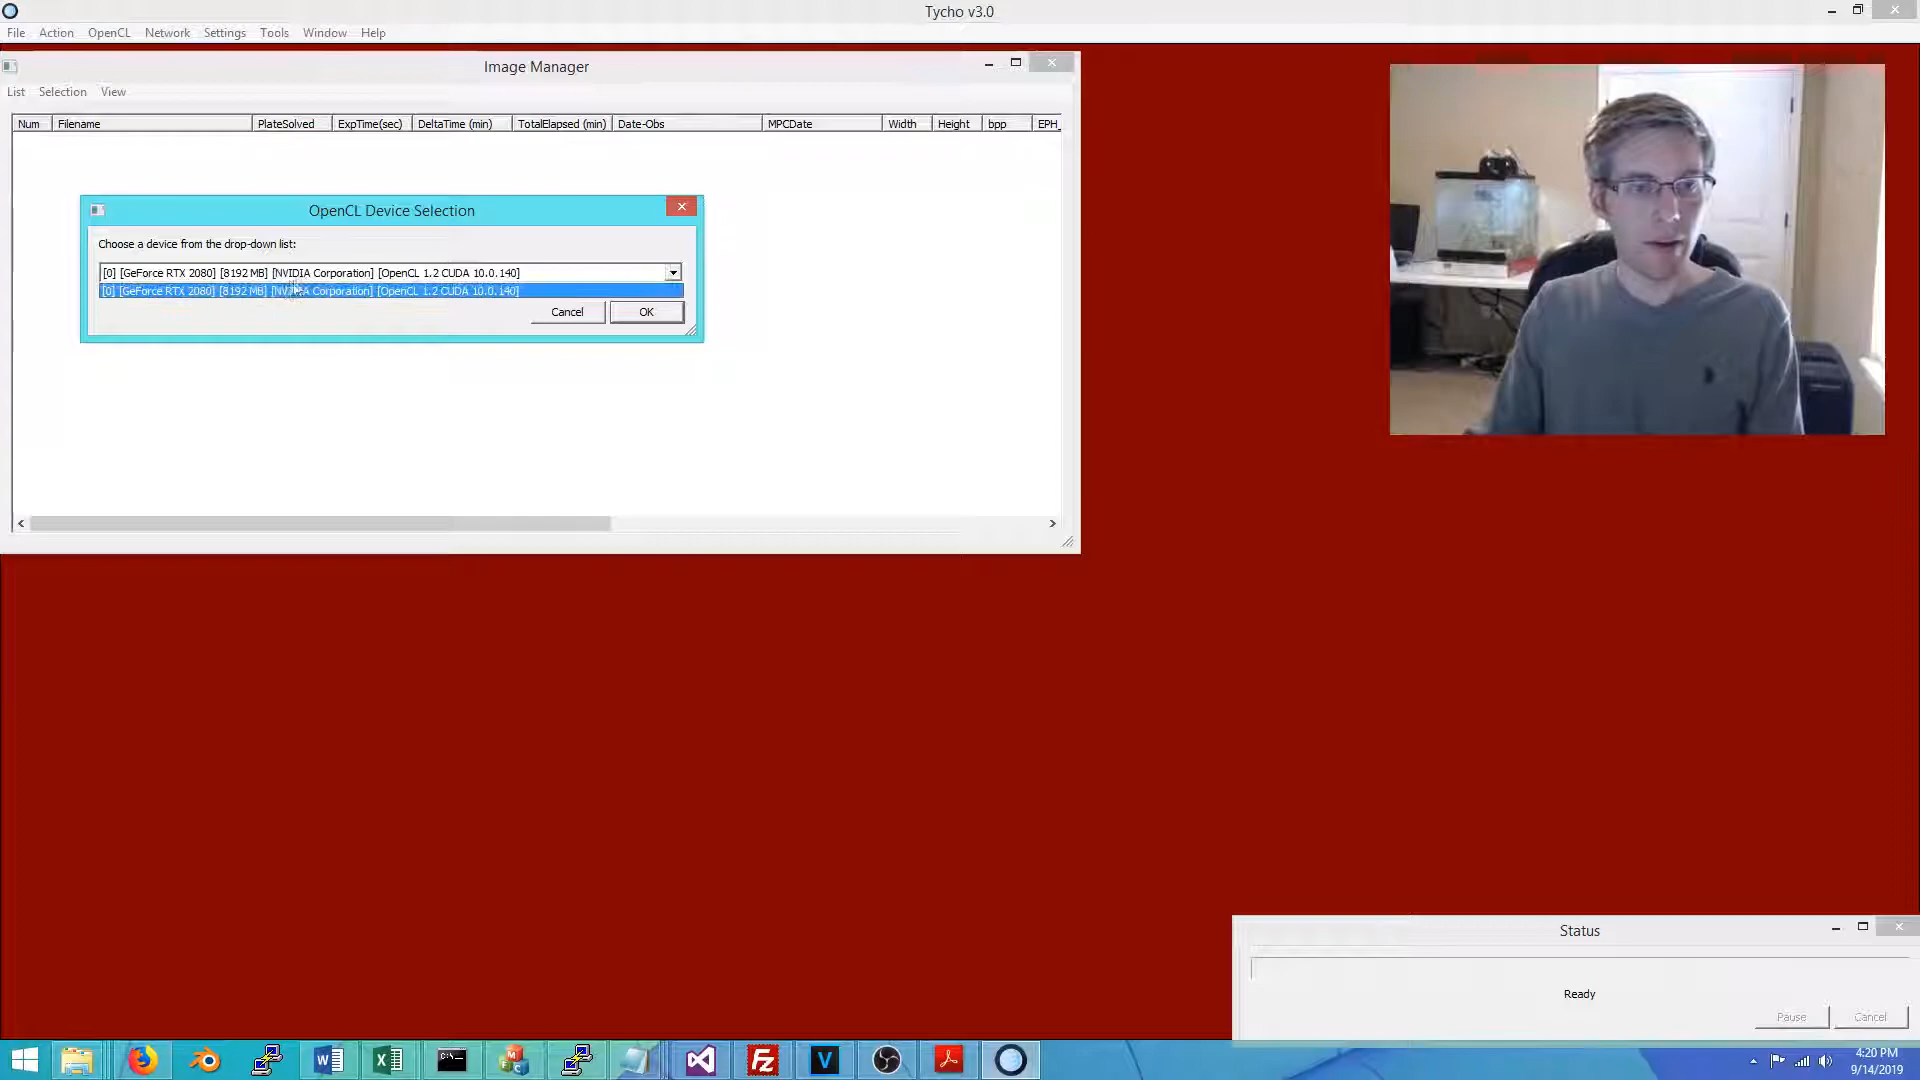 Tycho v3.0
File Action OpenCL Network Settings Tools Window Help
Image Manager
List Selection View
Num Filename PlateSolved ExpTime(sec) DeltaTime (min) TotalElapsed (min) Date-Obs MPCDate Width Height bpp EPH_
OpenCL Device Selection
Choose a device from the drop-down list:
[0] [GeForce RTX 2080] [8192 MB] [NVIDIA Corporation] [OpenCL 1.2 CUDA 10.0.140]
[0] [GeForce RTX 2080] [8192 MB] [NVIDIA Corporation] [OpenCL 1.2 CUDA 10.0.140]
Cancel OK
Status
Ready
Pause Cancel
4:20 PM
9/14/2019